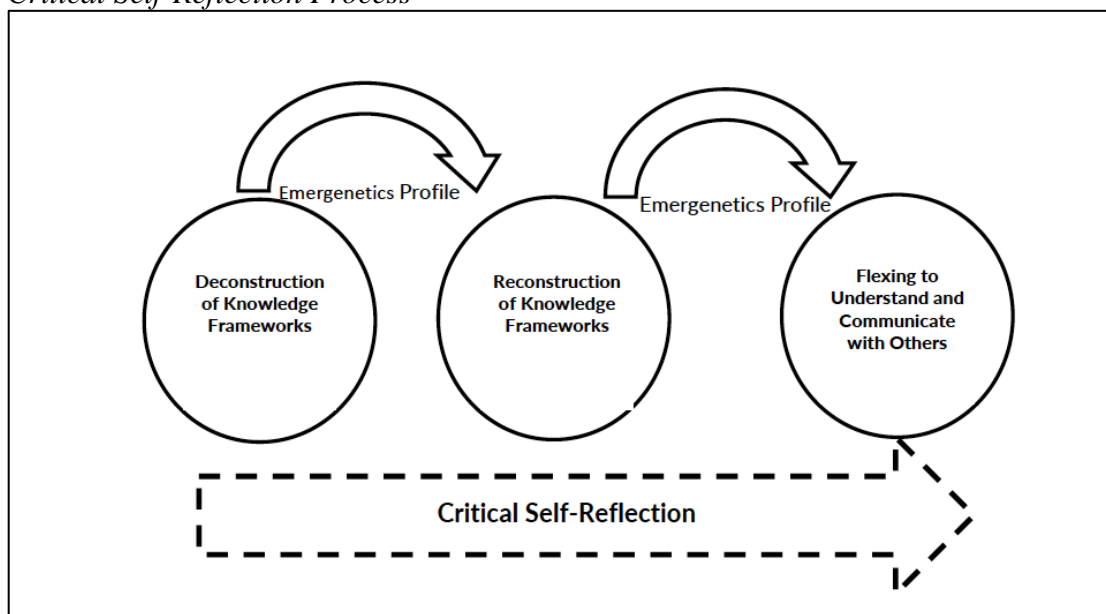 Critical Self-Reflection Process
Emergenetics Profile
Emergenetics Profile
Deconstruction
of Knowledge
Frameworks
Reconstruction
of Knowledge
Frameworks
Flexing to
Understand and
Communicate
with Others
Critical Self-Reflection